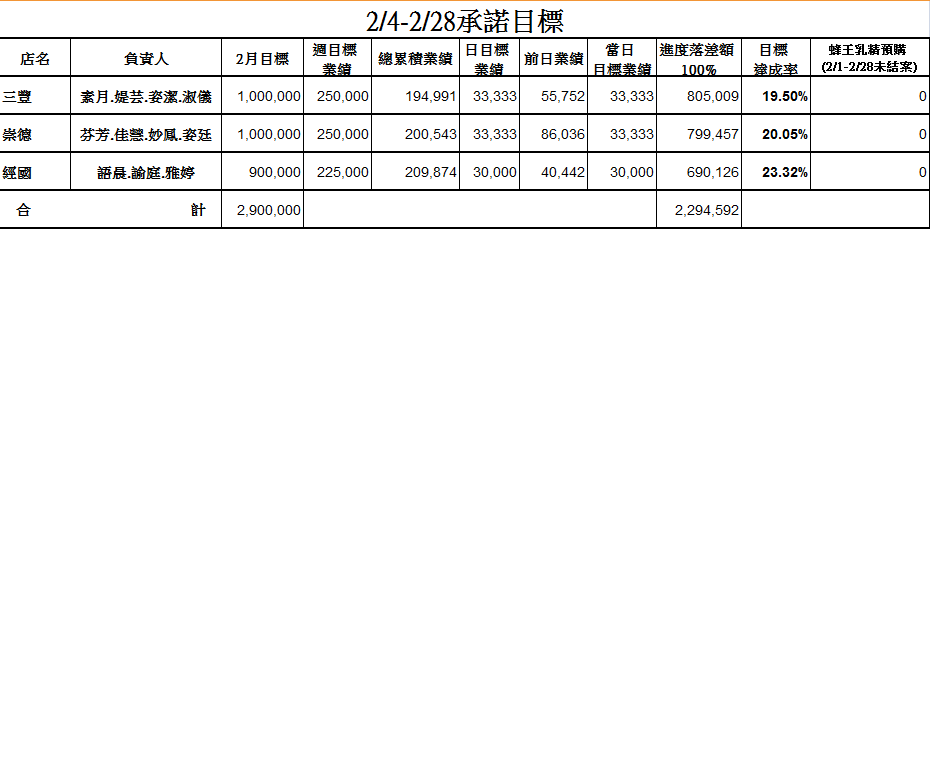 2/4-2/28承諾目標
店名 負責人 2月目標 週目標業績 總累積業績 日目標業績 前日業績 當日目標業績 進度落差額100% 目標達成率 蜂王乳精預購(2/1-2/28未結案)
三豐 素月.媞芸.姿潔.淑儀 1,000,000 250,000 194,991 33,333 55,752 33,333 805,009 19.50% 0
崇德 芬芳.佳慧.妙鳳.姿廷 1,000,000 250,000 200,543 33,333 86,036 33,333 799,457 20.05% 0
經國 語晨.諭庭.雅婷 900,000 225,000 209,874 30,000 40,442 30,000 690,126 23.32% 0
合 計 2,900,000 2,294,592